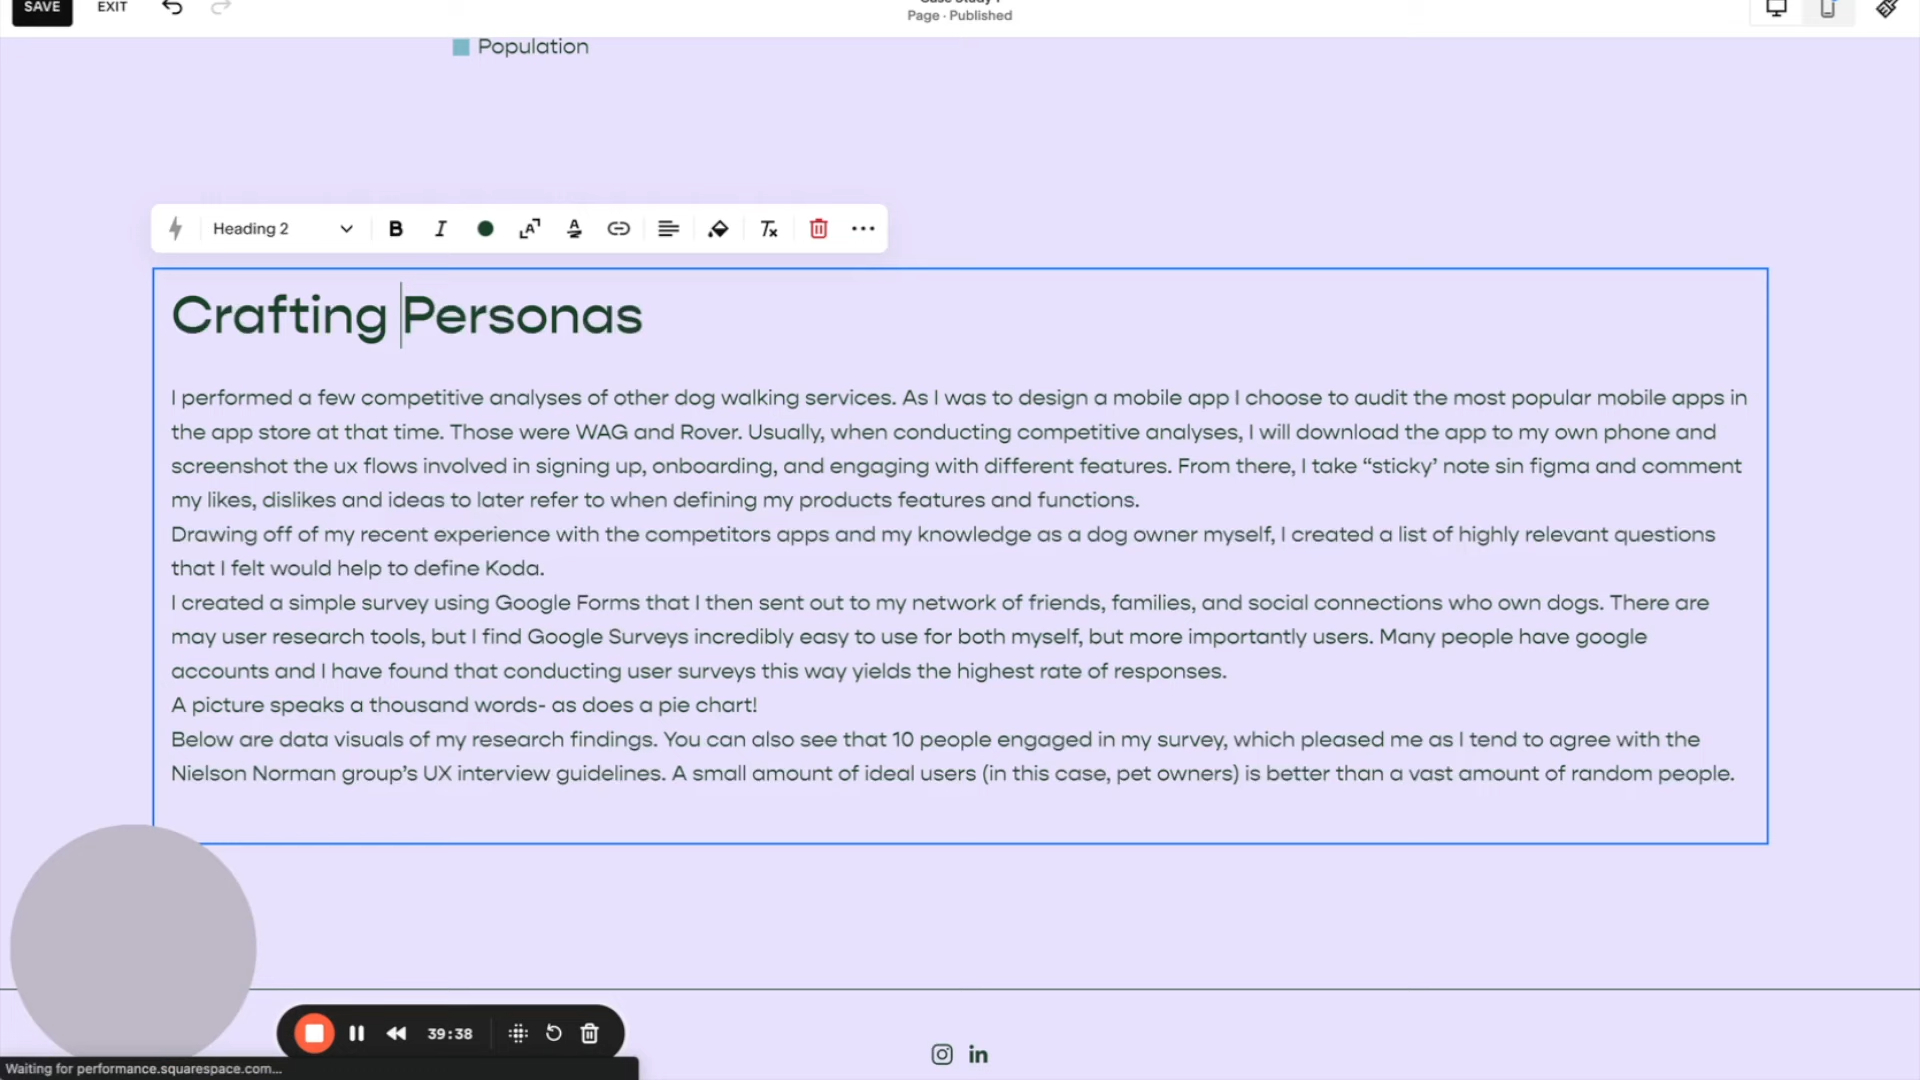 SAVE
EXIT
Page · Published
Population
Heading 2
Crafting Personas
I performed a few competitive analyses of other dog walking services. As I was to design a mobile app I choose to audit the most popular mobile apps in
the app store at that time. Those were WAG and Rover. Usually, when conducting competitive analyses, I will download the app to my own phone and
screenshot the ux flows involved in signing up, onboarding, and engaging with different features. From there, I take “sticky’ note sin figma and comment
my likes, dislikes and ideas to later refer to when defining my products features and functions.
Drawing off of my recent experience with the competitors apps and my knowledge as a dog owner myself, I created a list of highly relevant questions
that I felt would help to define Koda.
I created a simple survey using Google Forms that I then sent out to my network of friends, families, and social connections who own dogs. There are
may user research tools, but I find Google Surveys incredibly easy to use for both myself, but more importantly users. Many people have google
accounts and I have found that conducting user surveys this way yields the highest rate of responses.
A picture speaks a thousand words- as does a pie chart!
Below are data visuals of my research findings. You can also see that 10 people engaged in my survey, which pleased me as I tend to agree with the
Nielson Norman group’s UX interview guidelines. A small amount of ideal users (in this case, pet owners) is better than a vast amount of random people.
39:38
Waiting for performance.squarespace.com...